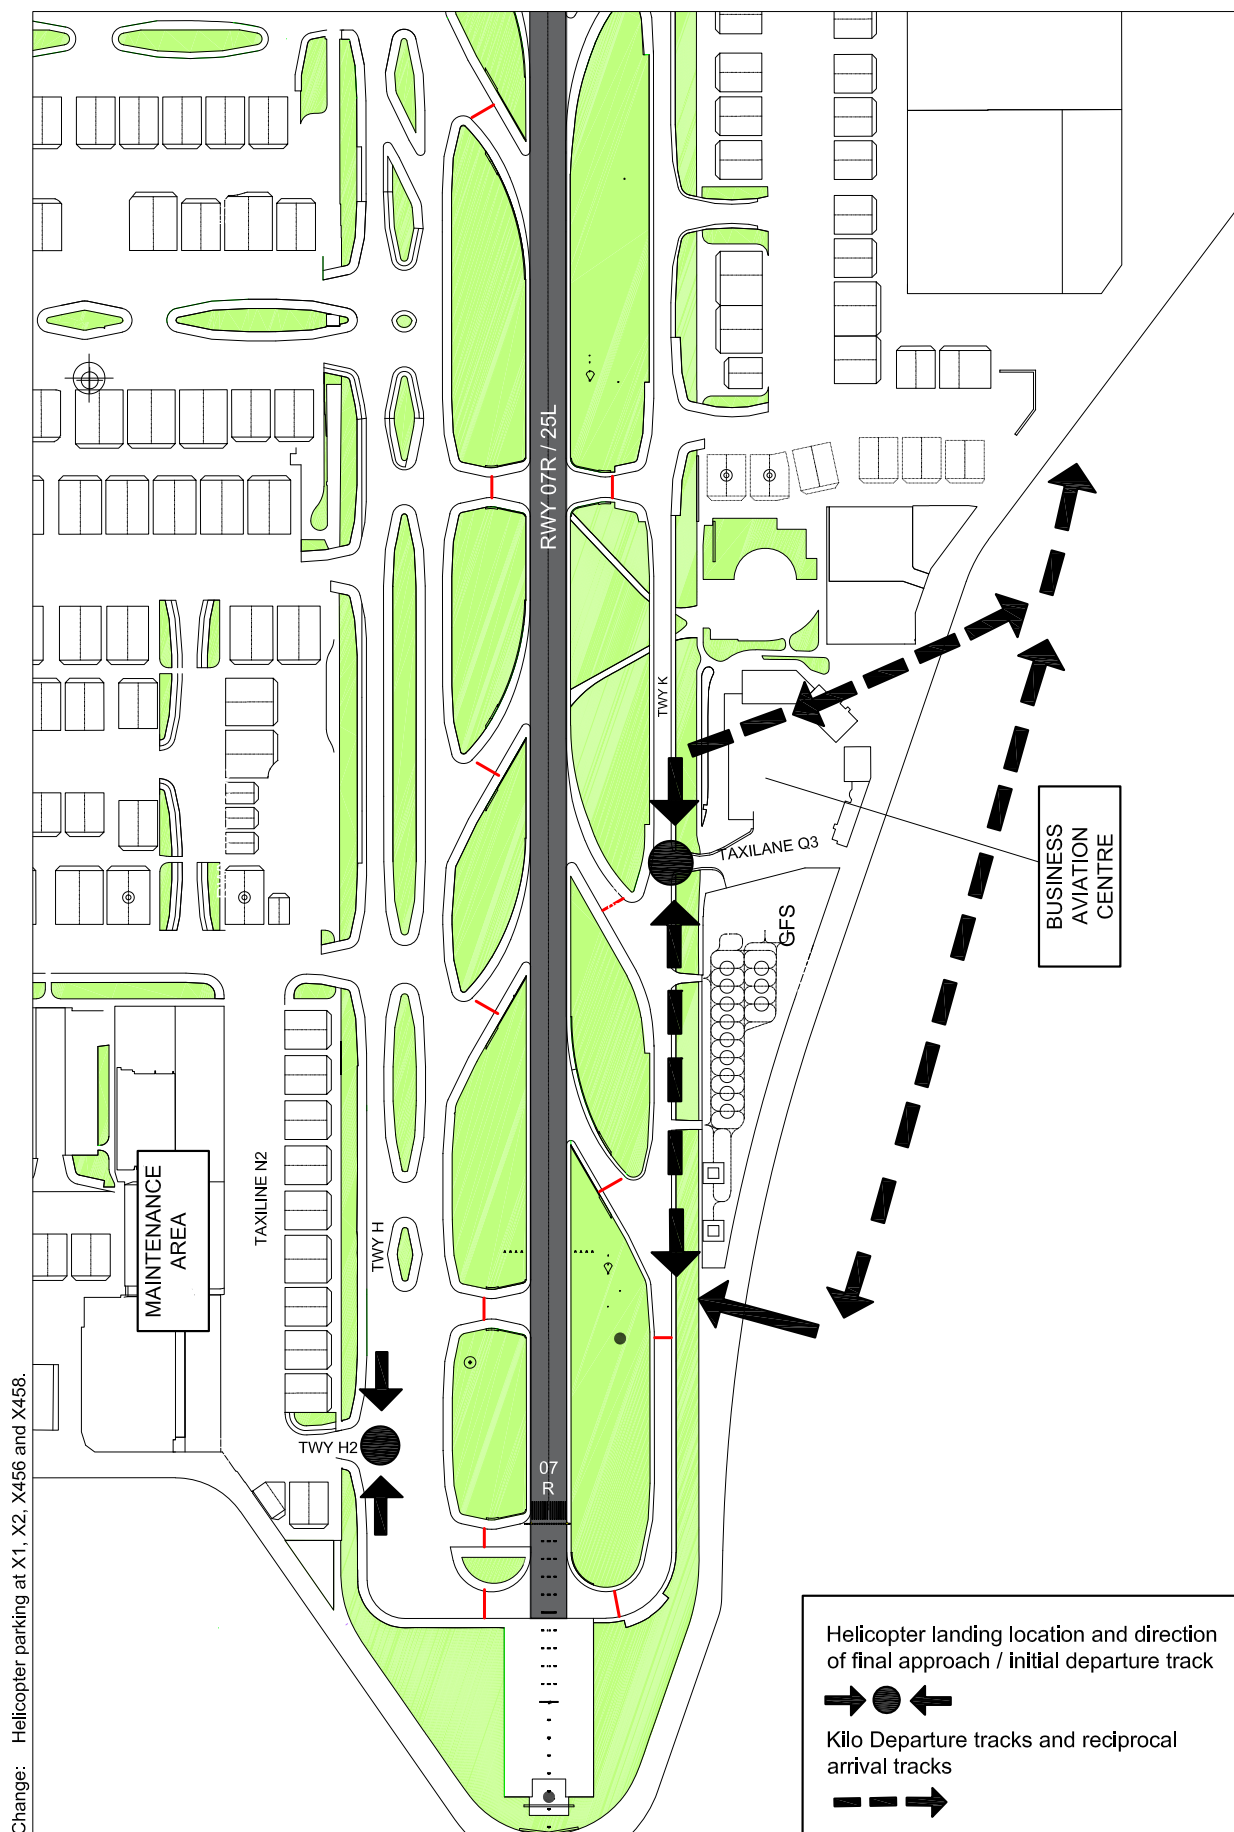 RWY 07R / 25L
TWY K
TAXILANE Q3
BUSINESS
AVIATION
CENTRE
GFS
MAINTENANCE
AREA
TAXILINE N2
TWY H
TWY H2
07
R
Change: Helicopter parking at X1, X2, X456 and X458.
Helicopter landing location and direction
of final approach / initial departure track
Kilo Departure tracks and reciprocal
arrival tracks